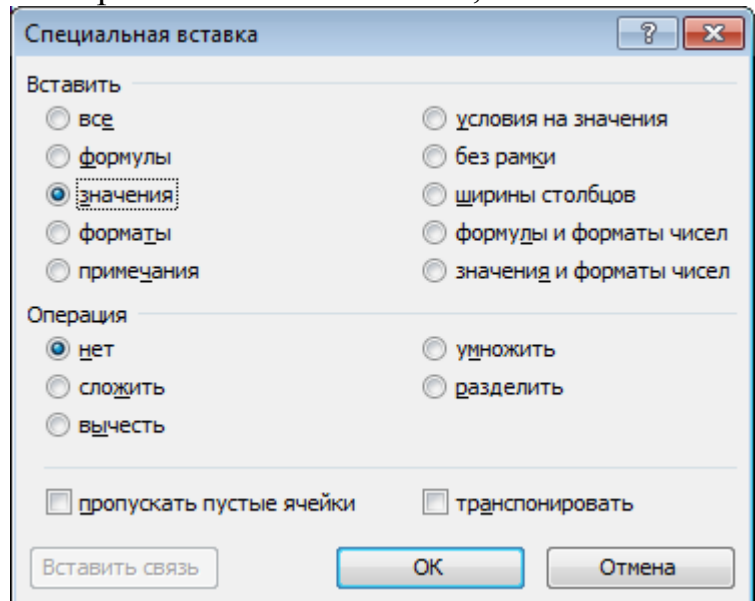 Специальная вставка
Вставить
все
условия на значения
формулы
без рамки
значения
ширины столбцов
форматы
формулы и форматы чисел
примечания
значения и форматы чисел
Операция
нет
умножить
сложить
разделить
вычесть
пропускать пустые ячейки
транспонировать
Вставить связь
ОК
Отмена